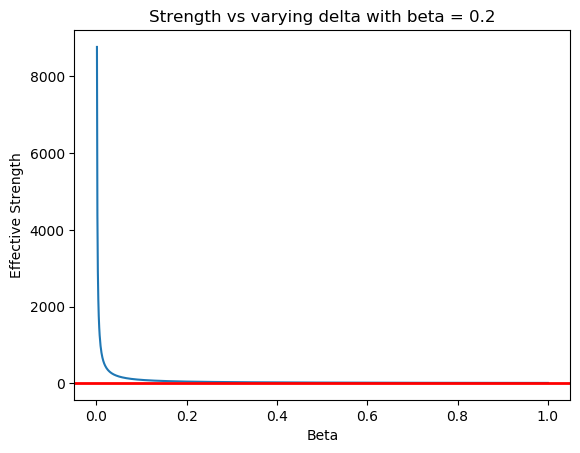 Strength vs varying delta with beta = 0.2
8000
6000
4000
2000
0
Effective Strength
0.0 0.2 0.4 0.6 0.8 1.0
Beta